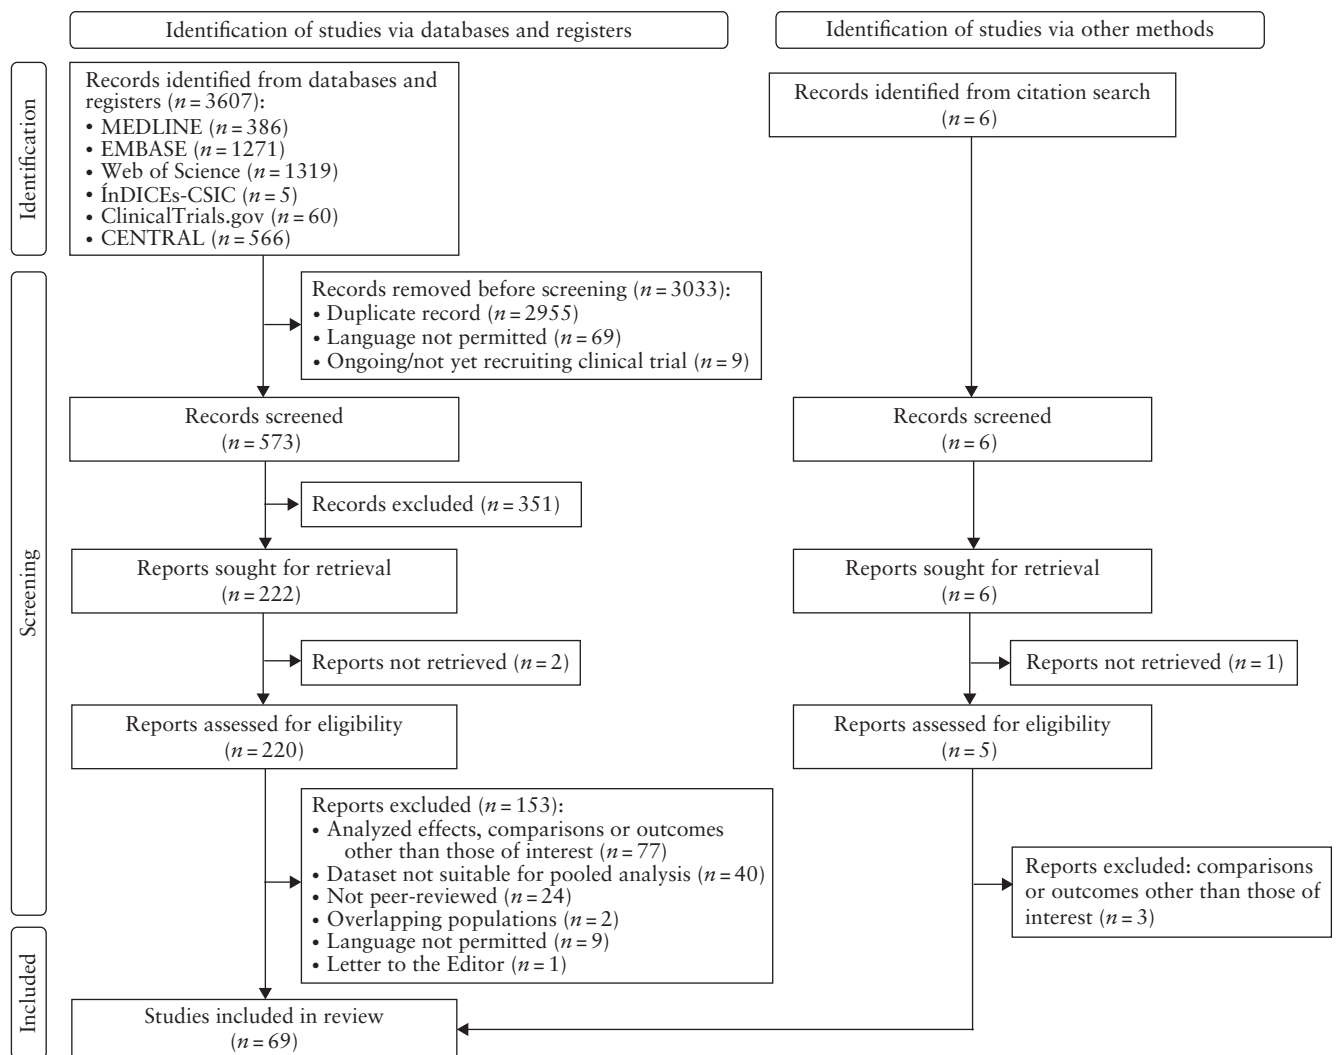 Identification of studies via databases and registers
Identification of studies via other methods
Identification
Records identified from databases and
registers (n = 3607):
• MEDLINE (n = 386)
• EMBASE (n = 1271)
• Web of Science (n = 1319)
• ÍnDICEs-CSIC (n = 5)
• ClinicalTrials.gov (n = 60)
• CENTRAL (n = 566)
Records identified from citation search
(n = 6)
Screening
Records removed before screening (n = 3033):
• Duplicate record (n = 2955)
• Language not permitted (n = 69)
• Ongoing/not yet recruiting clinical trial (n = 9)
Records screened
(n = 573)
Records screened
(n = 6)
Records excluded (n = 351)
Reports sought for retrieval
(n = 222)
Reports sought for retrieval
(n = 6)
Reports not retrieved (n = 2)
Reports not retrieved (n = 1)
Reports assessed for eligibility
(n = 220)
Reports assessed for eligibility
(n = 5)
Reports excluded (n = 153):
• Analyzed effects, comparisons or outcomes
other than those of interest (n = 77)
• Dataset not suitable for pooled analysis (n = 40)
• Not peer-reviewed (n = 24)
• Overlapping populations (n = 2)
• Language not permitted (n = 9)
• Letter to the Editor (n = 1)
Reports excluded: comparisons
or outcomes other than those of
interest (n = 3)
Included
Studies included in review
(n = 69)